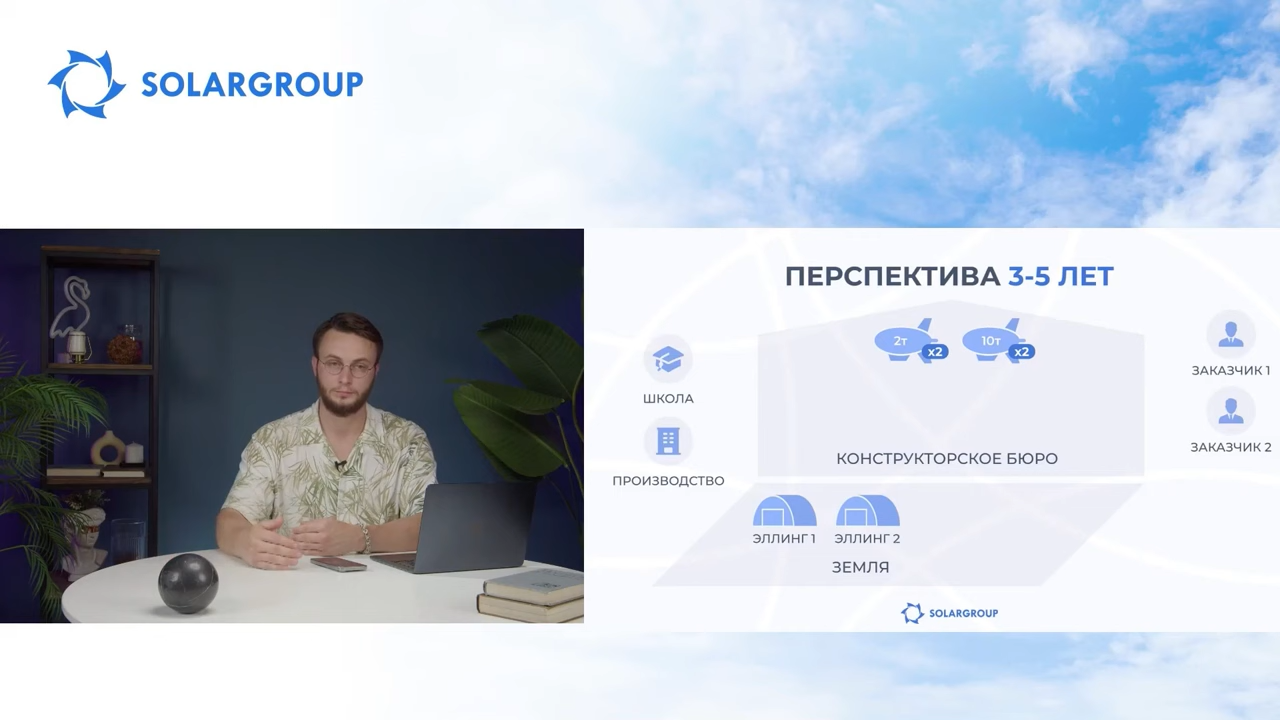 SOLARGROUP
ПЕРСПЕКТИВА 3-5 ЛЕТ
2т
x2
10т
x2
ШКОЛА
ПРОИЗВОДСТВО
ЗАКАЗЧИК 1
ЗАКАЗЧИК 2
КОНСТРУКТОРСКОЕ БЮРО
ЭЛЛИНГ 1
ЭЛЛИНГ 2
ЗЕМЛЯ
SOLARGROUP